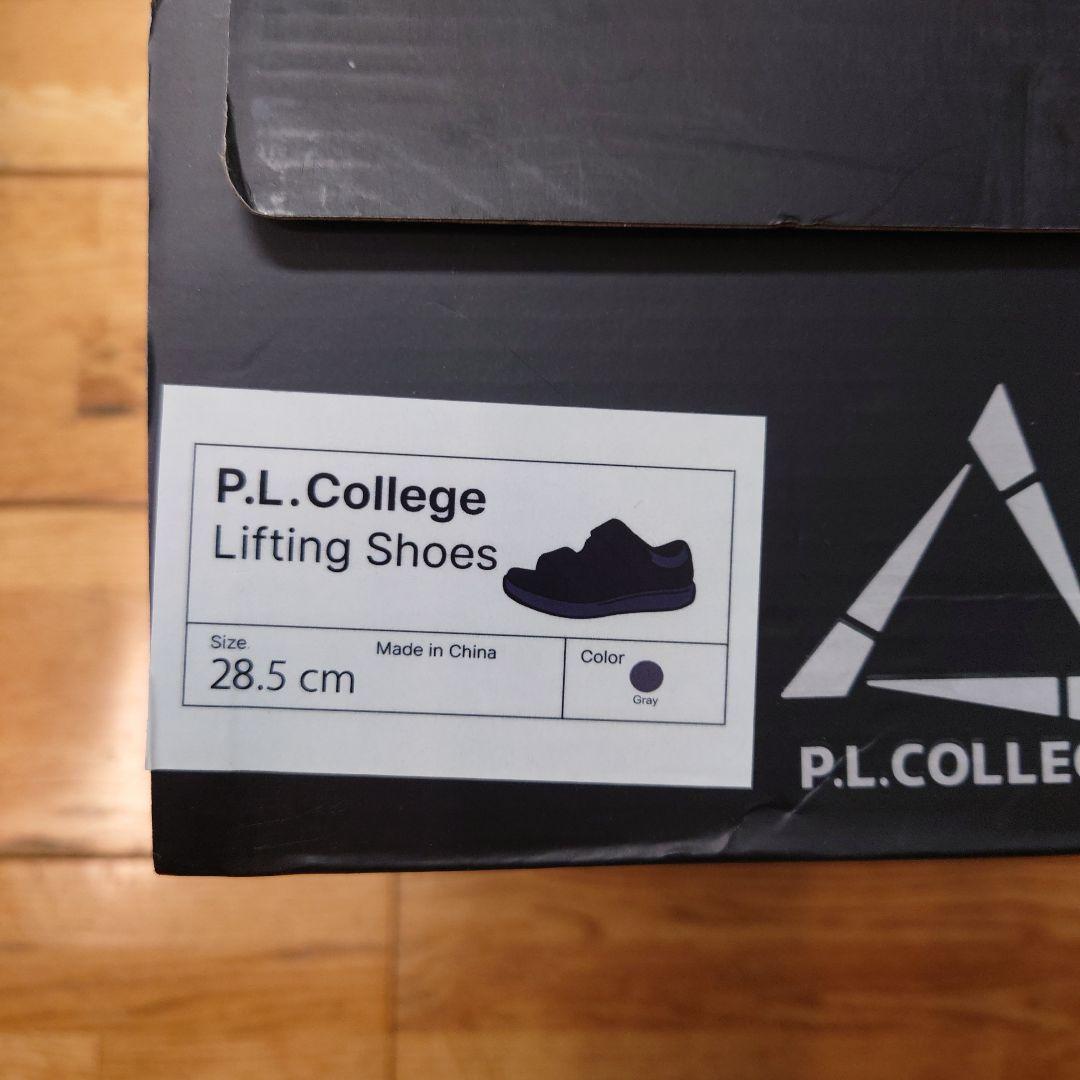 P.L.College
Lifting Shoes
Size
28.5 cm
Made in China
Color
Gray
P.L.COLLEG